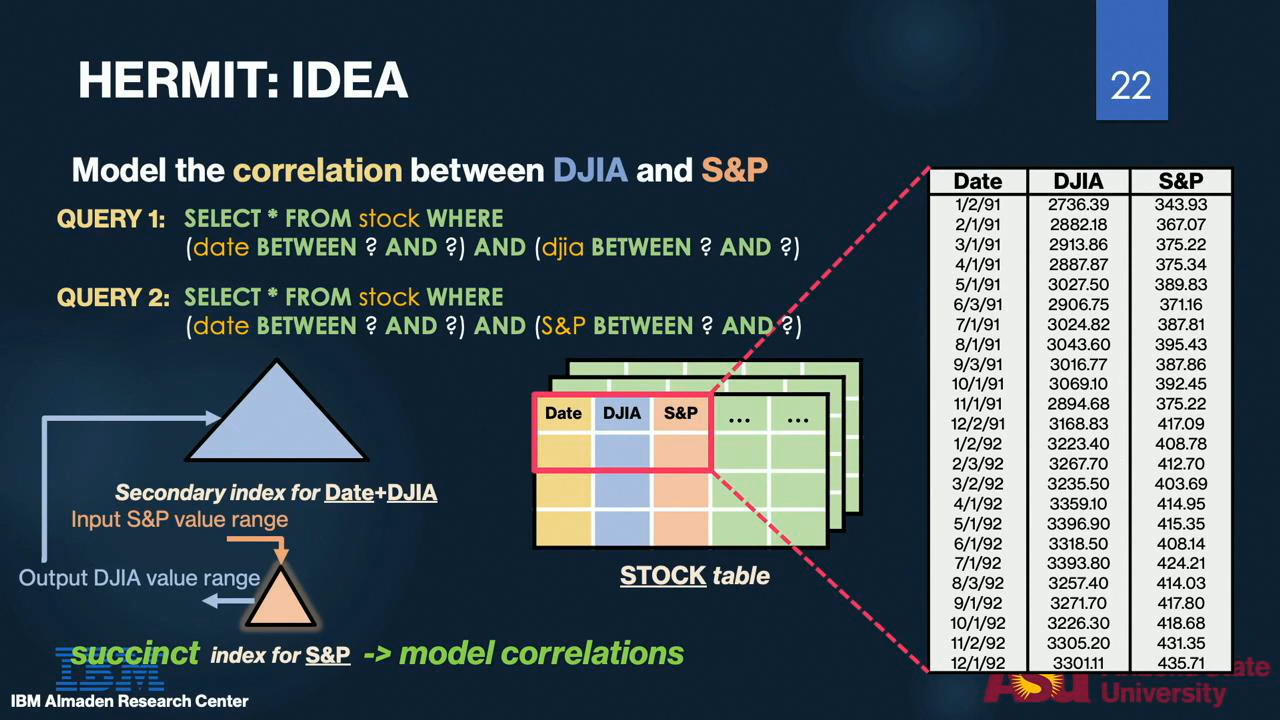 HERMIT: IDEA
22
Model the correlation between DJIA and S&P
QUERY 1: SELECT * FROM stock WHERE
(date BETWEEN ? AND ?) AND (djia BETWEEN ? AND ?)
QUERY 2: SELECT * FROM stock WHERE
(date BETWEEN ? AND ?) AND (S&P BETWEEN ? AND ?)
Secondary index for Date+DJIA
Input S&P value range
Output DJIA value range
succinct index for S&P -> model correlations
Date DJIA S&P ... ...
STOCK table
Date DJIA S&P
1/2/91 2736.39 343.93
2/1/91 2882.18 367.07
3/1/91 2913.86 375.22
4/1/91 2887.87 375.34
5/1/91 3027.50 389.83
6/3/91 2906.75 371.16
7/1/91 3024.82 387.81
8/1/91 3043.60 395.43
9/3/91 3016.77 387.86
10/1/91 3069.10 392.45
11/1/91 2894.68 375.22
12/2/91 3168.83 417.09
1/2/92 3223.40 408.78
2/3/92 3267.70 412.70
3/2/92 3235.50 403.69
4/1/92 3359.10 414.95
5/1/92 3396.90 415.35
6/1/92 3318.50 408.14
7/1/92 3393.80 424.21
8/3/92 3257.40 414.03
9/1/92 3271.70 417.80
10/1/92 3226.30 418.68
11/2/92 3305.20 431.35
12/1/92 3301.11 435.71
IBM
IBM Almaden Research Center
ASU Arizona State
University